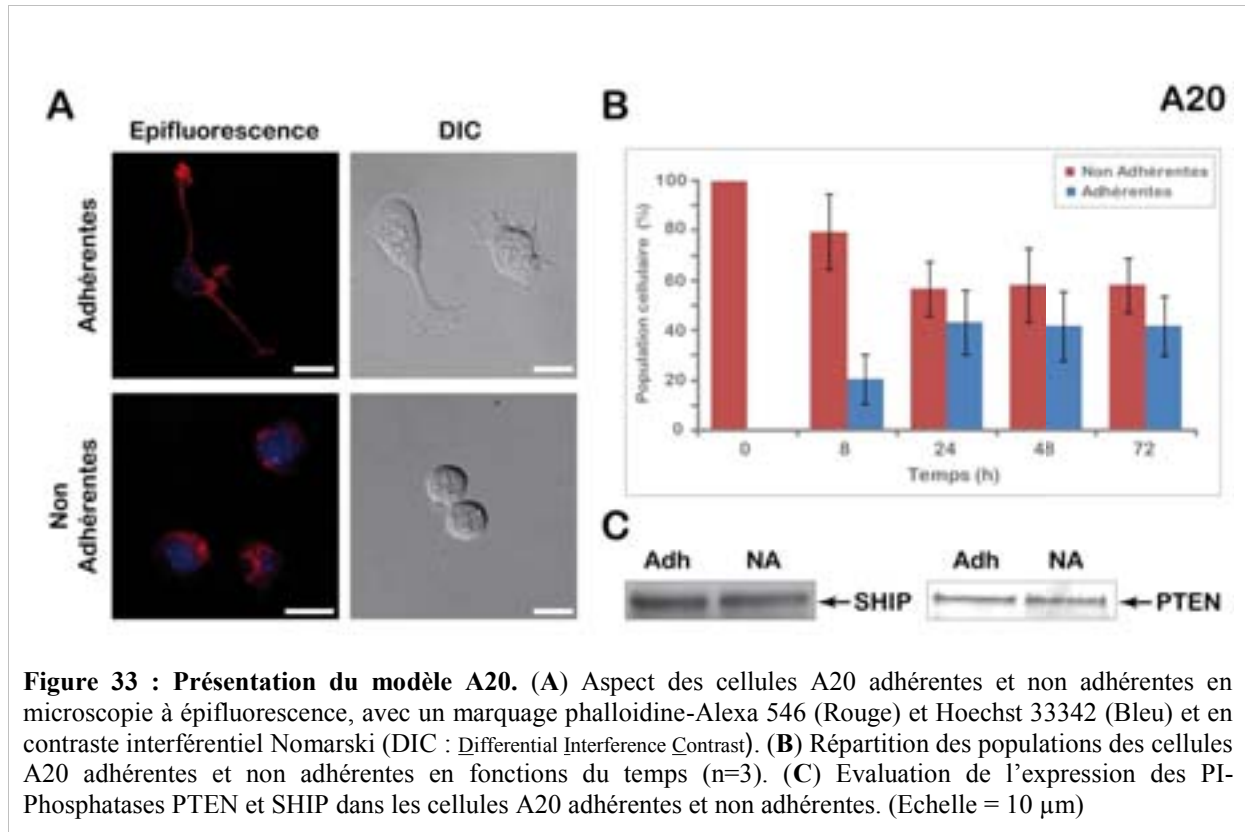 A
Epifluorescence
DIC
Adhérentes
Non
Adhérentes
B
A20
Non Adhérentes
Adhérentes
Population cellulaire (%)
100
80
60
40
20
0
0
8
24
48
72
Temps (h)
C
Adh
NA
SHIP
Adh
NA
PTEN
Figure 33 : Présentation du modèle A20. (A) Aspect des cellules A20 adhérentes et non adhérentes en
microscopie à épifluorescence, avec un marquage phalloidine-Alexa 546 (Rouge) et Hoechst 33342 (Bleu) et en
contraste interférentiel Nomarski (DIC : Differential Interference Contrast). (B) Répartition des populations des cellules
A20 adhérentes et non adhérentes en fonctions du temps (n=3). (C) Evaluation de l’expression des PI-
Phosphatases PTEN et SHIP dans les cellules A20 adhérentes et non adhérentes. (Echelle = 10 µm)